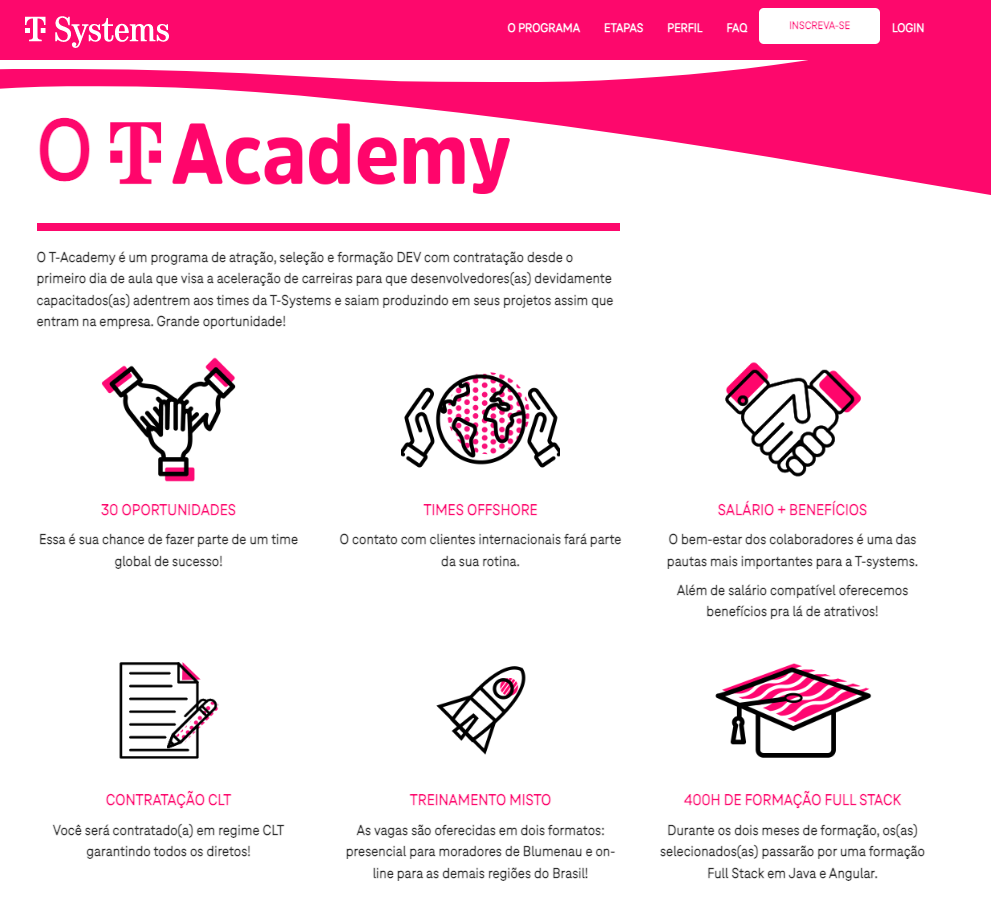 T Systems
O PROGRAMA ETAPAS PERFIL FAQ INSCREVA-SE LOGIN
O T Academy
O T-Academy é um programa de atração, seleção e formação DEV com contratação desde o
primeiro dia de aula que visa a aceleração de carreiras para que desenvolvedores(as) devidamente
capacitados(as) adentrem aos times da T-Systems e saiam produzindo em seus projetos assim que
entram na empresa. Grande oportunidade!
30 OPORTUNIDADES
Essa é sua chance de fazer parte de um time
global de sucesso!
TIMES OFFSHORE
O contato com clientes internacionais fará parte
da sua rotina.
SALÁRIO + BENEFÍCIOS
O bem-estar dos colaboradores é uma das
pautas mais importantes para a T-systems.
Além de salário compatível oferecemos
benefícios pra lá de atrativos!
CONTRATAÇÃO CLT
Você será contratado(a) em regime CLT
garantindo todos os diretos!
TREINAMENTO MISTO
As vagas são oferecidas em dois formatos:
presencial para moradores de Blumenau e on-
line para as demais regiões do Brasil!
400H DE FORMAÇÃO FULL STACK
Durante os dois meses de formação, os(as)
selecionados(as) passarão por uma formação
Full Stack em Java e Angular.